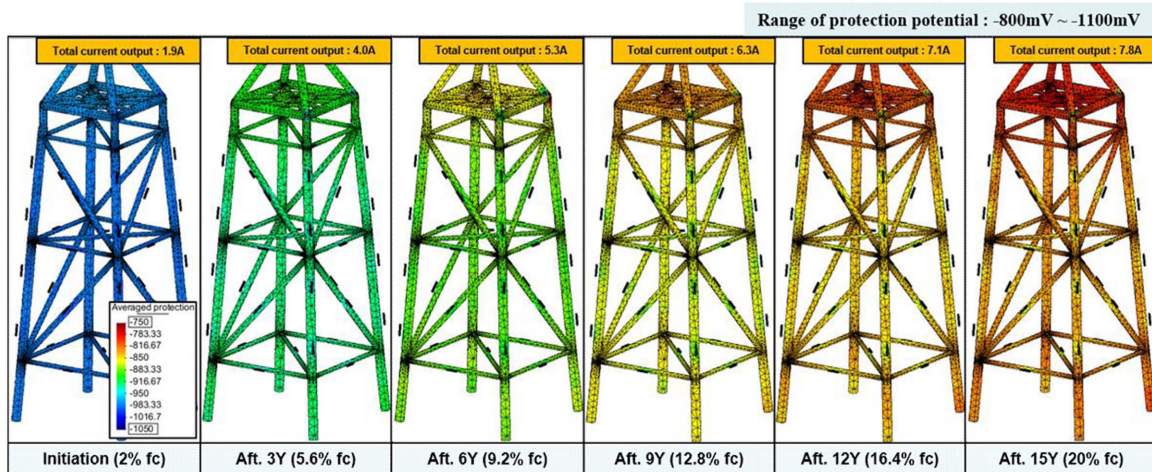 Range of protection potential : -800mV ~ -1100mV
Total current output : 1.9A
Total current output : 4.0A
Total current output : 5.3A
Total current output : 6.3A
Total current output : 7.1A
Total current output : 7.8A
Averaged protection
-750
-783.33
-816.67
-850
-883.33
-916.67
-950
-983.33
-1016.7
-1050
Initiation (2% fc)
Aft. 3Y (5.6% fc)
Aft. 6Y (9.2% fc)
Aft. 9Y (12.8% fc)
Aft. 12Y (16.4% fc)
Aft. 15Y (20% fc)